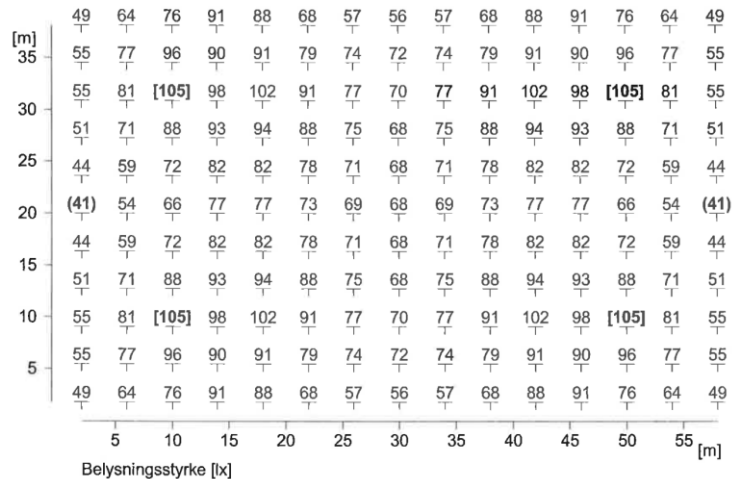 49 64 76 91 88 68 57 56 57 68 88 91 76 64 49
[m]
35 55 77 96 90 91 79 74 72 74 79 91 90 96 77 55
55 81 [105] 98 102 91 77 70 77 91 102 98 [105] 81 55
30
51 71 88 93 94 88 75 68 75 88 94 93 88 71 51
25 44 59 72 82 82 78 71 68 71 78 82 82 72 59 44
20 (41) 54 66 77 77 73 69 68 69 73 77 77 66 54 (41)
44 59 72 82 82 78 71 68 71 78 82 82 72 59 44
15
51 71 88 93 94 88 75 68 75 88 94 93 88 71 51
10 55 81 [105] 98 102 91 77 70 77 91 102 98 [105] 81 55
55 77 96 90 91 79 74 72 74 79 91 90 96 77 55
5
49 64 76 91 88 68 57 56 57 68 88 91 76 64 49
5 10 15 20 25 30 35 40 45 50 55 [m]
Belysningsstyrke [lx]